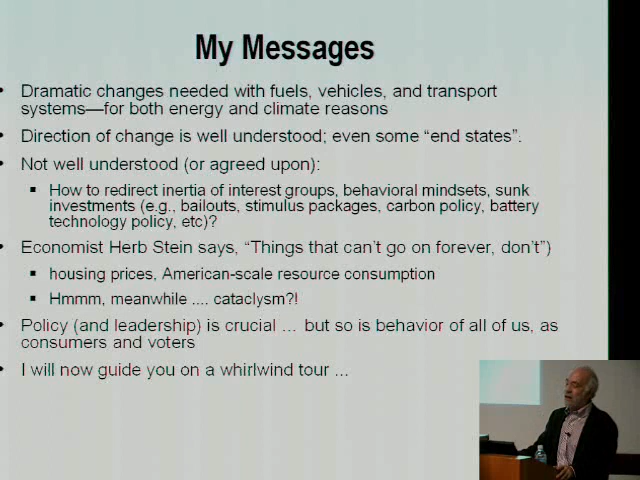 My Messages
Dramatic changes needed with fuels, vehicles, and transport
systems—for both energy and climate reasons
Direction of change is well understood; even some “end states”.
Not well understood (or agreed upon):
How to redirect inertia of interest groups, behavioral mindsets, sunk
investments (e.g., bailouts, stimulus packages, carbon policy, battery
technology policy, etc)?
Economist Herb Stein says, “Things that can’t go on forever, don’t”)
housing prices, American-scale resource consumption
Hmmm, meanwhile .... cataclysm?!
Policy (and leadership) is crucial ... but so is behavior of all of us, as
consumers and voters
I will now guide you on a whirlwind tour ...